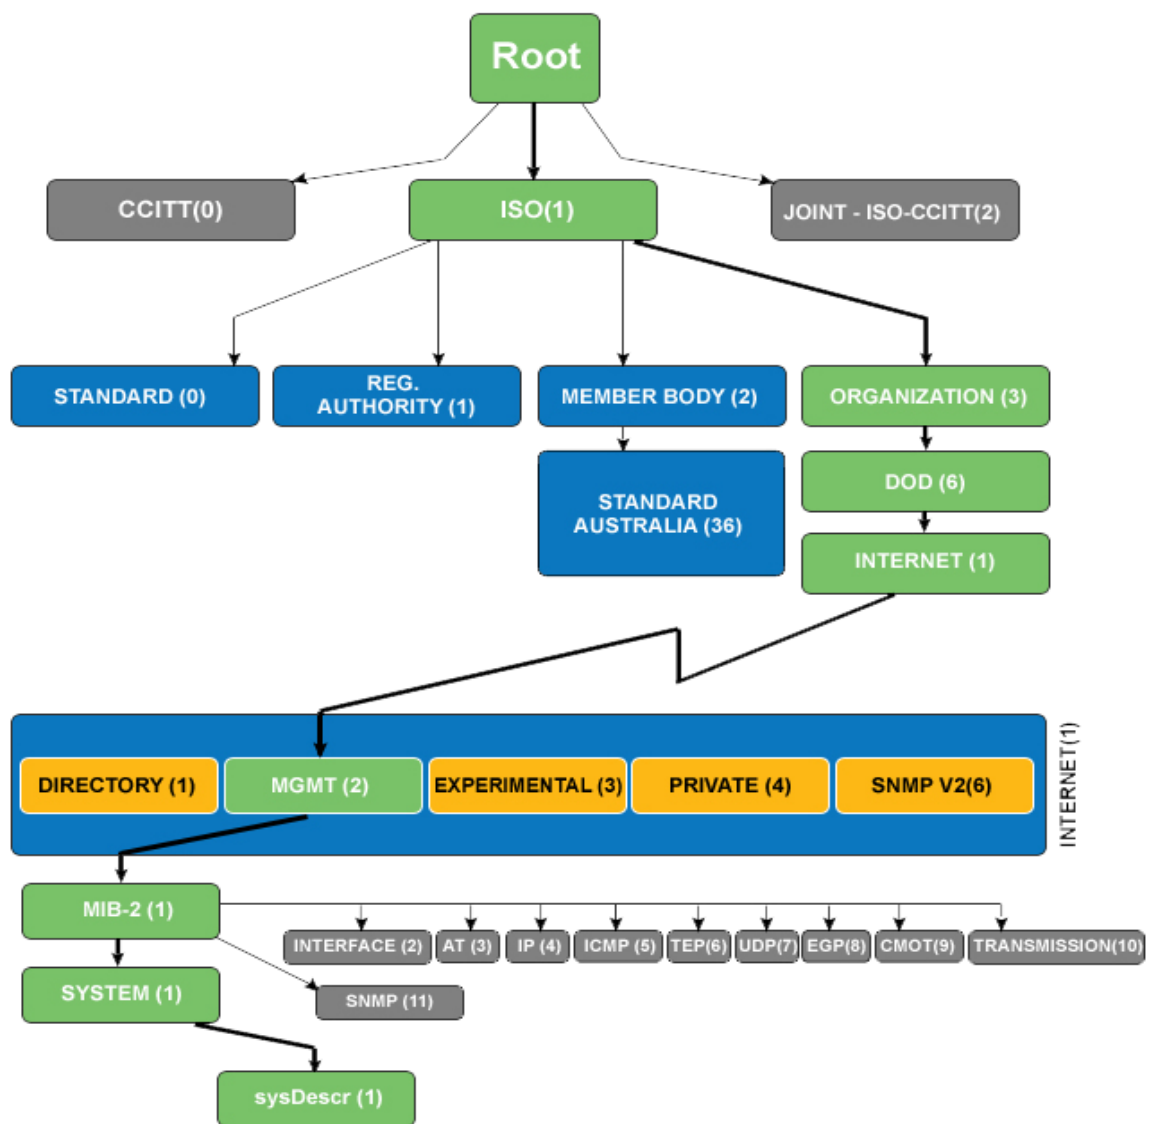 Root
CCITT(0)
ISO(1)
JOINT - ISO-CCITT(2)
STANDARD (0)
REG.
AUTHORITY (1)
MEMBER BODY (2)
ORGANIZATION (3)
STANDARD
AUSTRALIA (36)
DOD (6)
INTERNET (1)
DIRECTORY (1)
MGMT (2)
EXPERIMENTAL (3)
PRIVATE (4)
SNMP V2(6)
INTERNET(1)
MIB-2 (1)
INTERFACE (2)
AT (3)
IP (4)
ICMP (5)
TEP(6)
UDP(7)
EGP(8)
CMOT(9)
TRANSMISSION(10)
SYSTEM (1)
SNMP (11)
sysDescr (1)